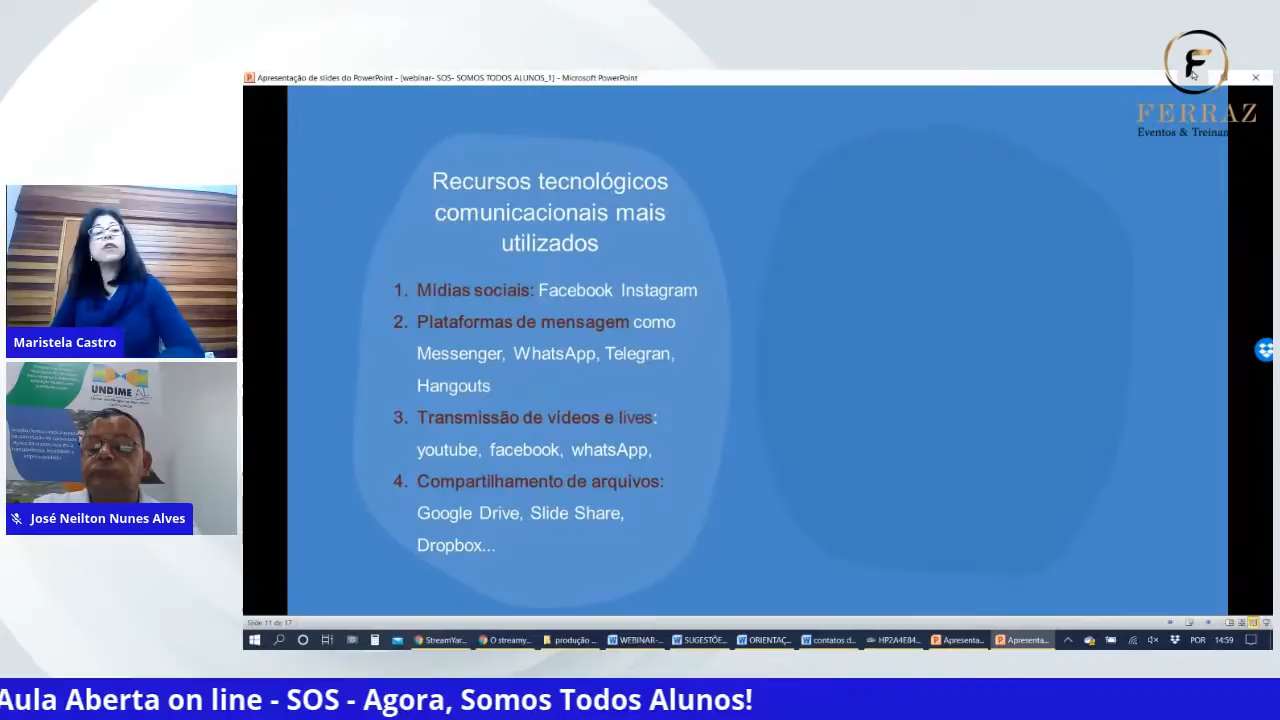 FERRAZ
Eventos & Treinam
Apresentação de slides do PowerPoint - [webinar- SOS- SOMOS TODOS ALUNOS_1] - Microsoft PowerPoint
Recursos tecnológicos
comunicacionais mais
utilizados
1. Mídias sociais: Facebook Instagram
2. Plataformas de mensagem como
Messenger, WhatsApp, Telegran,
Hangouts
3. Transmissão de vídeos e lives:
youtube, facebook, whatsApp,
4. Compartilhamento de arquivos:
Google Drive, Slide Share,
Dropbox...
Maristela Castro
UNDIME AL
José Neilton Nunes Alves
Slide 11 de 17
StreamYar...
O streamy...
produção ...
WEBINAR-...
SUGESTÕE...
ORIENTAÇ...
contatos d...
HP2A4E84...
Apresenta...
Apresenta...
POR
14:59
Aula Aberta on line - SOS - Agora, Somos Todos Alunos!